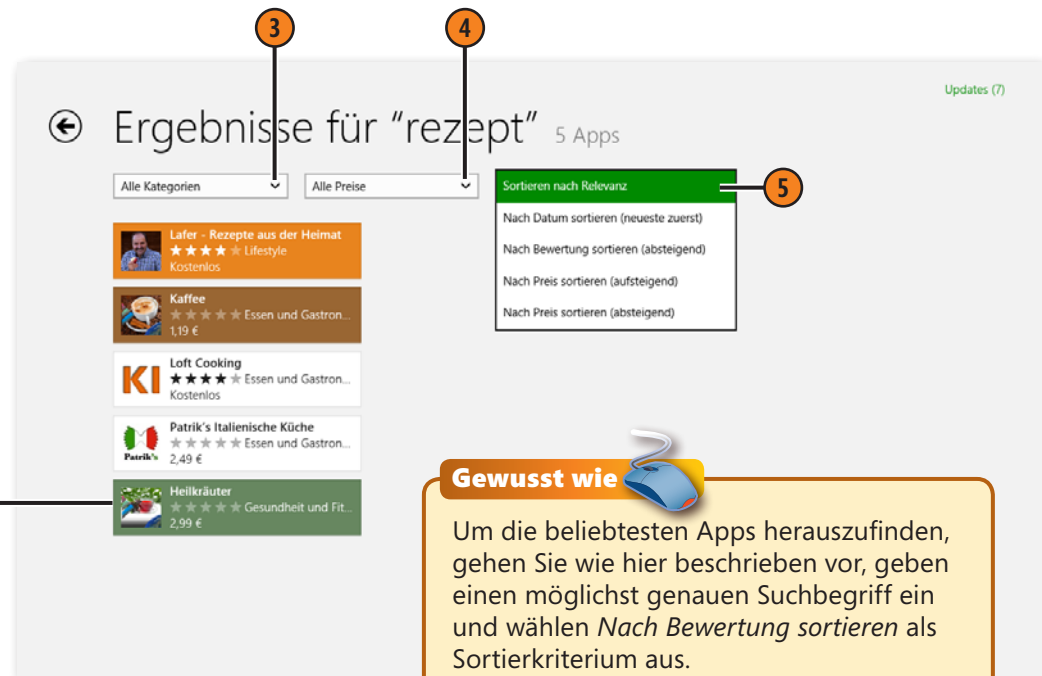 3
4
Updates (7)
Ergebnisse für "rezept" 5 Apps
Alle Kategorien
Alle Preise
Sortieren nach Relevanz
5
Nach Datum sortieren (neueste zuerst)
Nach Bewertung sortieren (absteigend)
Nach Preis sortieren (aufsteigend)
Nach Preis sortieren (absteigend)
Lafer - Rezepte aus der Heimat
Lifestyle
Kostenlos
Kaffee
Essen und Gastron...
1,19 €
KI
Loft Cooking
Essen und Gastron...
Kostenlos
Patrik's
Patrik´s Italienische Küche
Essen und Gastron...
2,49 €
Heilkräuter
Gesundheit und Fit...
2,99 €
Gewusst wie
Um die beliebtesten Apps herauszufinden,
gehen Sie wie hier beschrieben vor, geben
einen möglichst genauen Suchbegriff ein
und wählen Nach Bewertung sortieren als
Sortierkriterium aus.